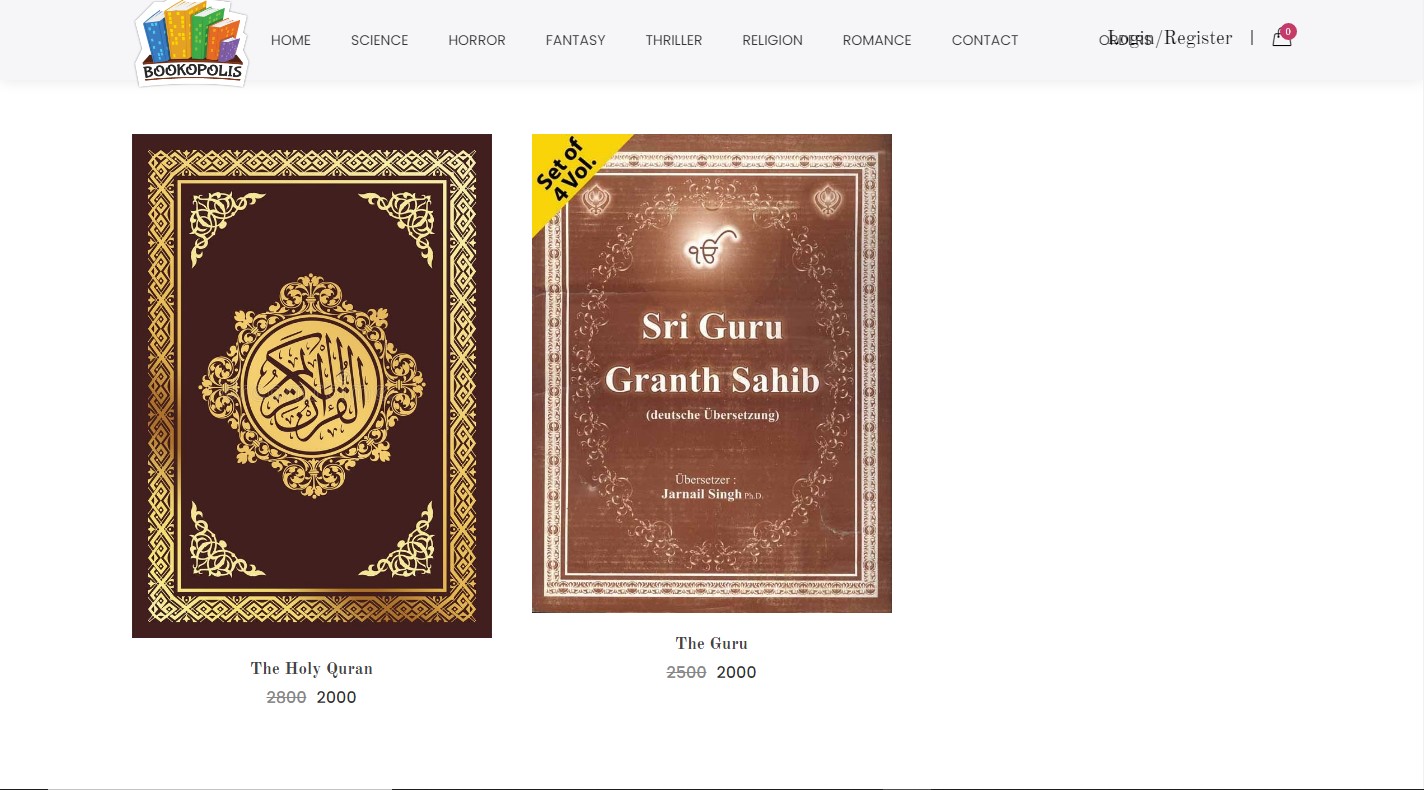 BOOKOPOLIS
HOME SCIENCE HORROR FANTASY THRILLER RELIGION ROMANCE CONTACT ORDERS Login/Register | 0
Set of
4 Vol.
ੴ
Sri Guru
Granth Sahib
(deutsche Übersetzung)
Übersetzer :
Jarnail Singh Ph.D.
القرآن الكريم
The Holy Quran
2800 2000
The Guru
2500 2000